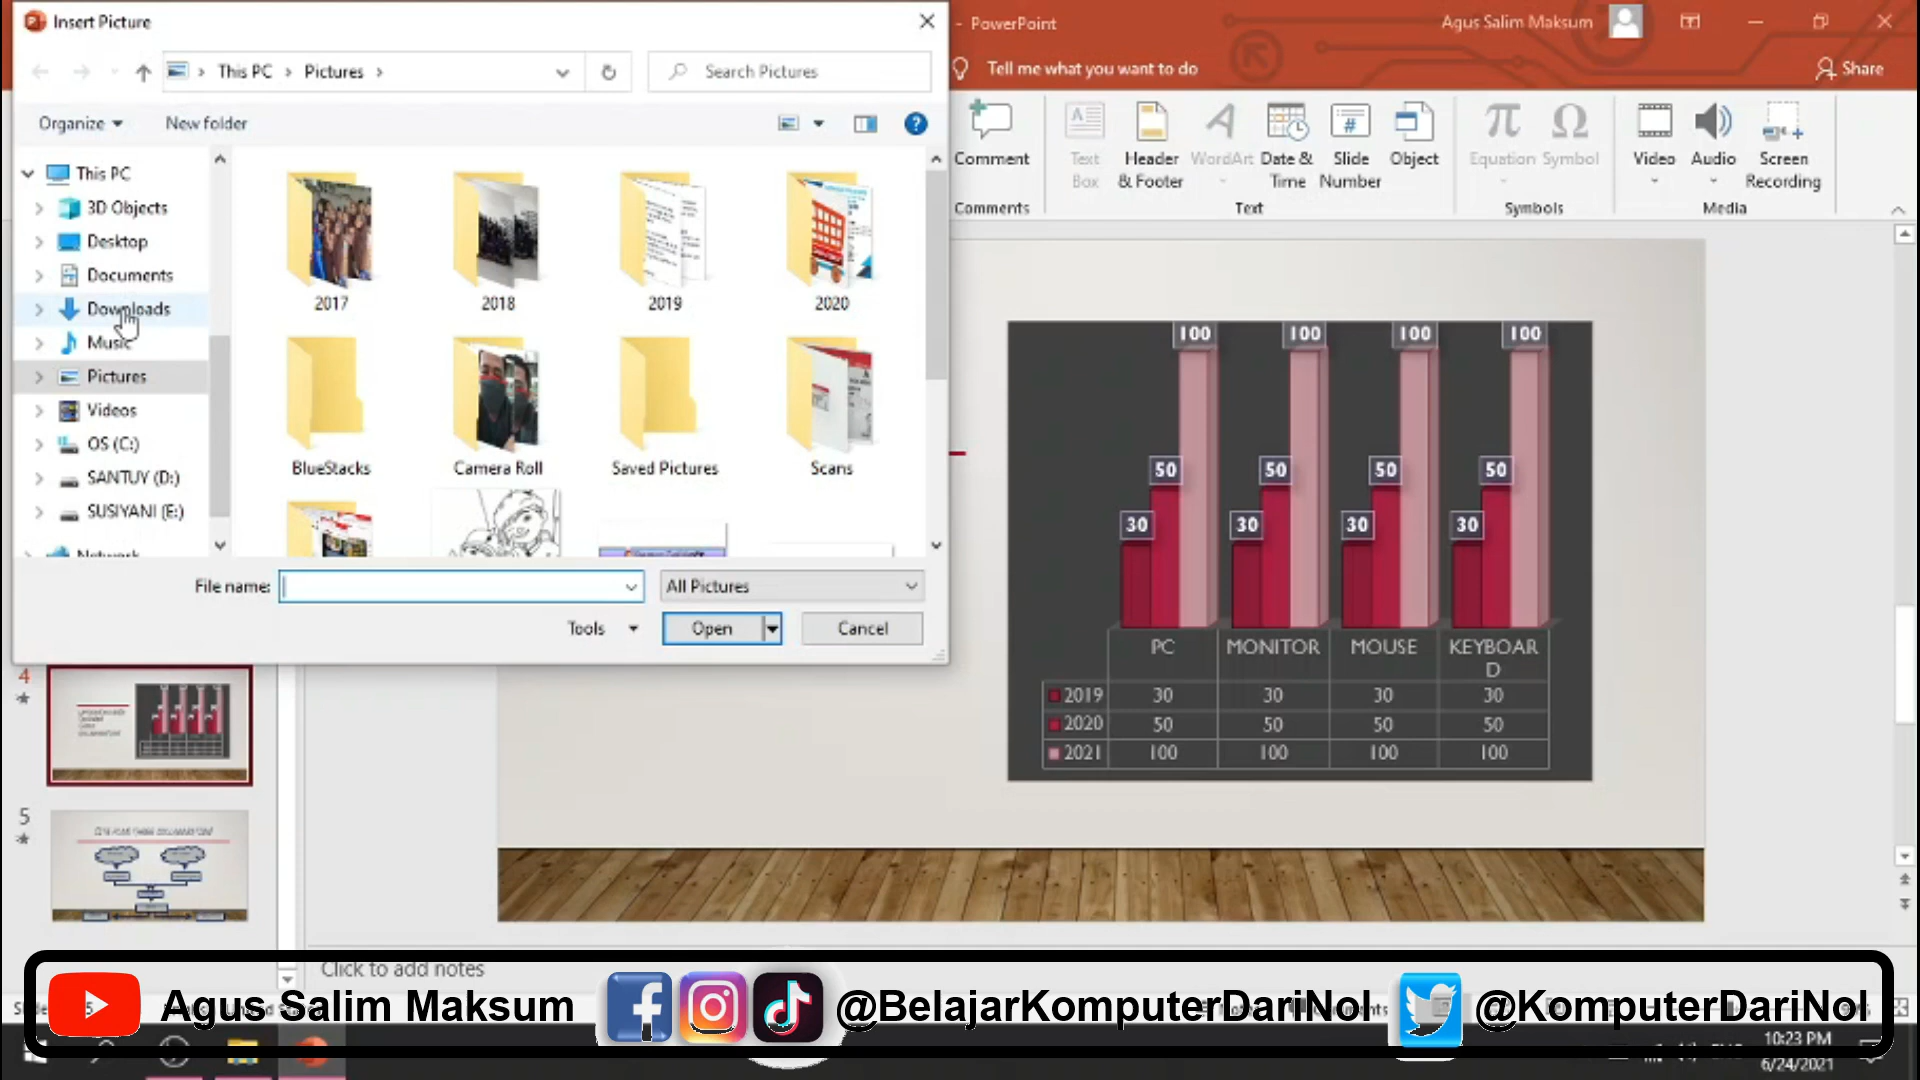 Insert Picture
- PowerPoint
Agus Salim Maksum
This PC > Pictures >
Search Pictures
Tell me what you want to do
Share
Organize
New folder
Comment
Text Box
Header & Footer
WordArt
Date & Time
Slide Number
Object
Equation
Symbol
Video
Audio
Screen Recording
Comments
Text
Symbols
Media
This PC
3D Objects
Desktop
Documents
Downloads
Music
Pictures
Videos
OS (C:)
SANTUY (D:)
SUSIYANI (E:)
Network
2017
2018
2019
2020
BlueStacks
Camera Roll
Saved Pictures
Scans
File name:
All Pictures
Tools
Open
Cancel
100 100 100 100
50 50 50 50
30 30 30 30
PC MONITOR MOUSE KEYBOAR
D
2019 30 30 30 30
2020 50 50 50 50
2021 100 100 100 100
4
5
Click to add notes
Agus Salim Maksum
@BelajarKomputerDariNol
@KomputerDariNol
10:23 PM
6/24/2021